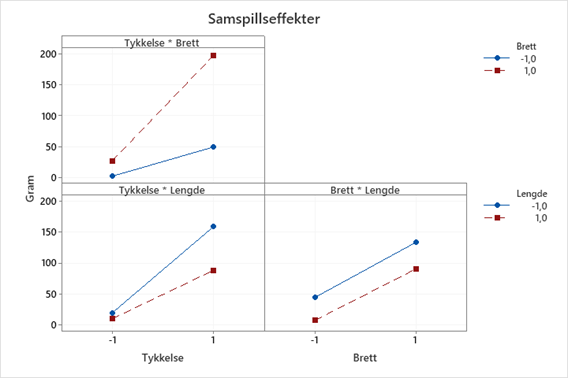 Samspillseffekter
Tykkelse * Brett
Brett
-1,0
1,0
200
150
100
50
0
Gram
Tykkelse * Lengde
Brett * Lengde
Lengde
-1,0
1,0
200
150
100
50
0
-1
1
-1
1
Tykkelse
Brett